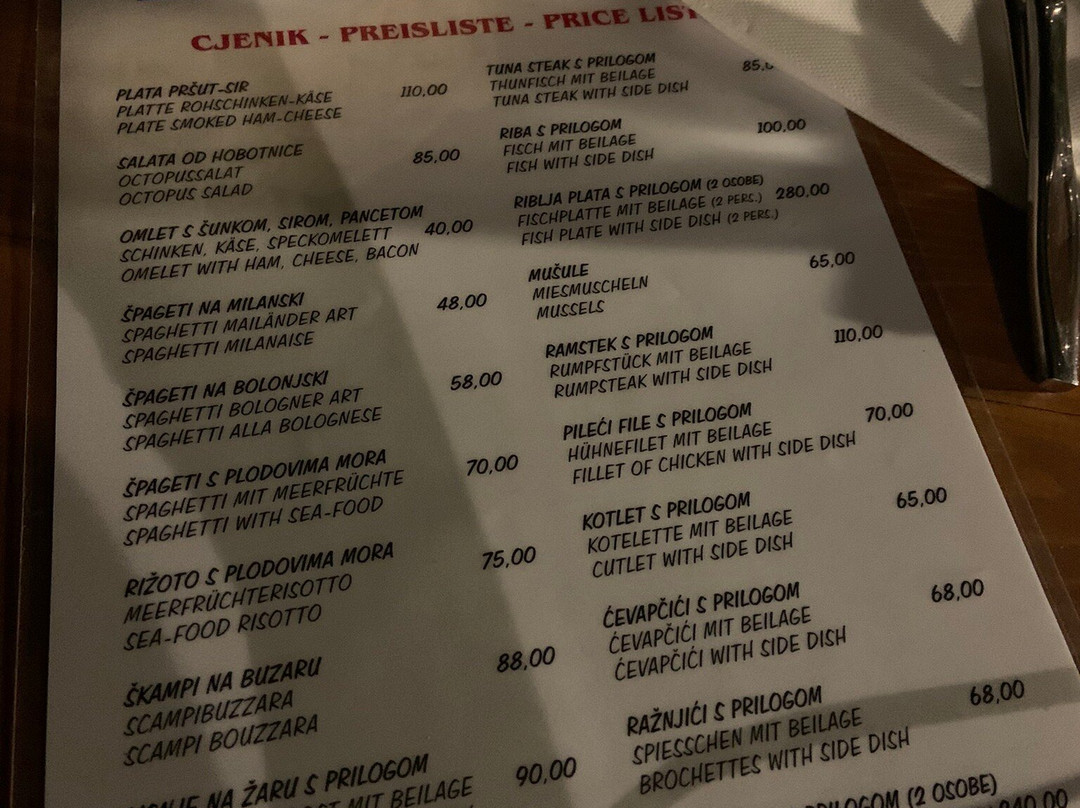 CJENIK - PREISLISTE - PRICE LIST
PLATA PRŠUT-SIR
PLATTE ROHSCHINKEN-KÄSE 110,00
PLATE SMOKED HAM-CHEESE
SALATA OD HOBOTNICE 85,00
OCTOPUSSALAT
OCTOPUS SALAD
OMLET S ŠUNKOM, SIROM, PANCETOM
SCHINKEN, KÄSE, SPECKOMELETT 40,00
OMELET WITH HAM, CHEESE, BACON
ŠPAGETI NA MILANSKI 48,00
SPAGHETTI MAILÄNDER ART
SPAGHETTI MILANAISE
ŠPAGETI NA BOLONJSKI 58,00
SPAGHETTI BOLOGNER ART
SPAGHETTI ALLA BOLOGNESE
ŠPAGETI S PLODOVIMA MORA 70,00
SPAGHETTI MIT MEERFRÜCHTE
SPAGHETTI WITH SEA-FOOD
RIŽOTO S PLODOVIMA MORA 75,00
MEERFRÜCHTERISOTTO
SEA-FOOD RISOTTO
ŠKAMPI NA BUZARU 88,00
SCAMPIBUZZARA
SCAMPI BOUZZARA
NA ŽARU S PRILOGOM 90,00
MIT BEILAGE
TUNA STEAK S PRILOGOM 85,
THUNFISCH MIT BEILAGE
TUNA STEAK WITH SIDE DISH
RIBA S PRILOGOM 100,00
FISCH MIT BEILAGE
FISH WITH SIDE DISH
RIBLJA PLATA S PRILOGOM (2 OSOBE)
FISCHPLATTE MIT BEILAGE (2 PERS.) 280,00
FISH PLATE WITH SIDE DISH (2 PERS.)
MUŠULE 65,00
MIESMUSCHELN
MUSSELS
RAMSTEK S PRILOGOM 110,00
RUMPFSTÜCK MIT BEILAGE
RUMPSTEAK WITH SIDE DISH
PILEĆI FILE S PRILOGOM 70,00
HÜHNEFILET MIT BEILAGE
FILLET OF CHICKEN WITH SIDE DISH
KOTLET S PRILOGOM 65,00
KOTELETTE MIT BEILAGE
CUTLET WITH SIDE DISH
ĆEVAPČIĆI S PRILOGOM 68,00
ĆEVAPČIĆI MIT BEILAGE
ĆEVAPČIĆI WITH SIDE DISH
RAŽNJIĆI S PRILOGOM 68,00
SPIESSCHEN MIT BEILAGE
BROCHETTES WITH SIDE DISH
(2 OSOBE)